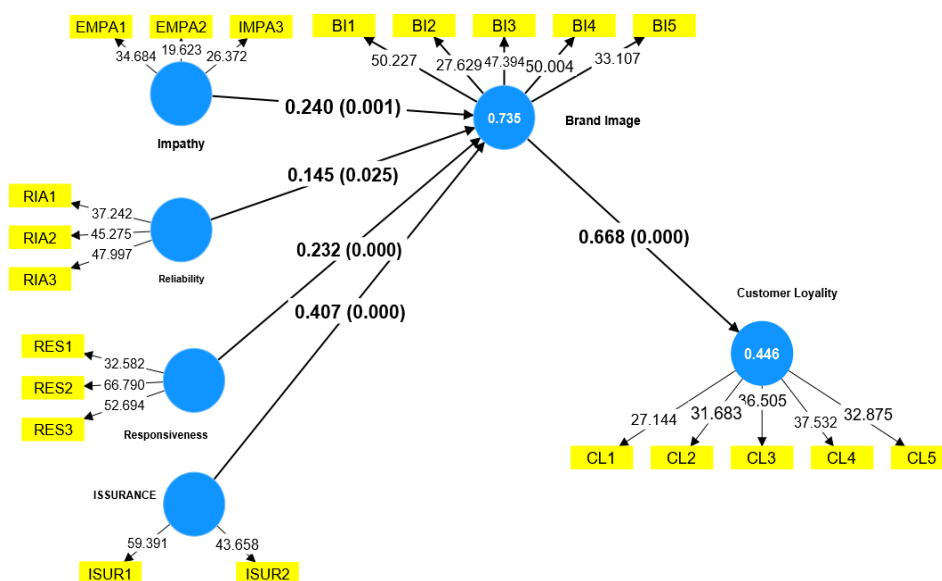 EMPA1 EMPA2 IMPA3
34.684 19.623 26.372
BI1 BI2 BI3 BI4 BI5
50.227 27.629 47.394 50.004 33.107
0.240 (0.001)
0.735
Brand Image
Impathy
0.145 (0.025)
RIA1
37.242
RIA2
45.275
RIA3
47.997
Reliability
0.232 (0.000)
0.668 (0.000)
0.407 (0.000)
Customer Loyality
0.446
RES1
32.582
RES2
66.790
RES3
52.694
Responsiveness
27.144 31.683 36.505 37.532 32.875
CL1 CL2 CL3 CL4 CL5
ISSURANCE
59.391 43.658
ISUR1 ISUR2